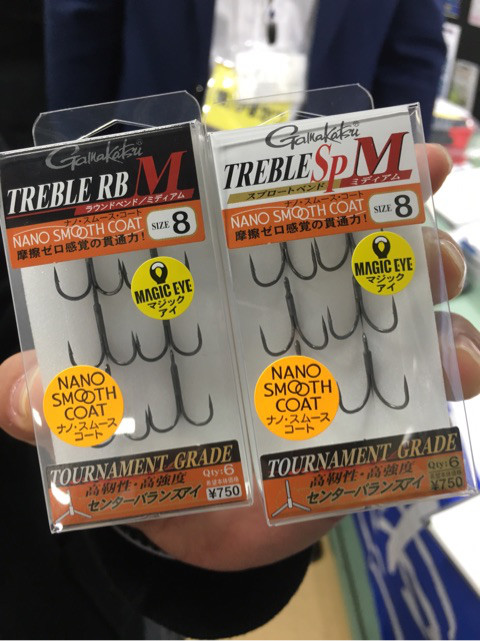 Gamakatsu
TREBLE RB M
ラウンドベンド/ミディアム
ナノ・スムース・コート
NANO SMOOTH COAT
摩擦ゼロ感覚の貫通力!
SIZE 8
MAGIC EYE
マジック
アイ
NANO
SMOOTH
COAT
ナノ・スムース
コート
TOURNAMENT GRADE
高靭性・高強度
センターバランスアイ
Qty: 6
¥750
Gamakatsu
TREBLE Sp M
スプロートベンド
ミディアム
ナノ・スムース・コート
NANO SMOOTH COAT
摩擦ゼロ感覚の貫通力!
SIZE 8
MAGIC EYE
マジック
アイ
NANO
SMOOTH
COAT
ナノ・スムース
コート
TOURNAMENT GRADE
高靭性・高強度
センターバランスアイ
Qty: 6
¥750